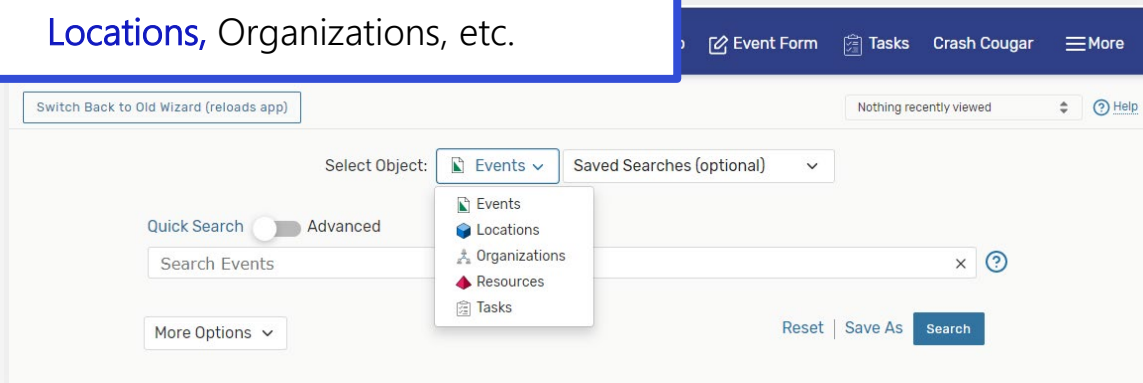 Locations, Organizations, etc.
Event Form Tasks Crash Cougar More
Switch Back to Old Wizard (reloads app) Nothing recently viewed Help
Select Object: Events Saved Searches (optional)
Events
Quick Search Advanced
Locations
Organizations
Search Events
Resources
Tasks
More Options Reset | Save As Search